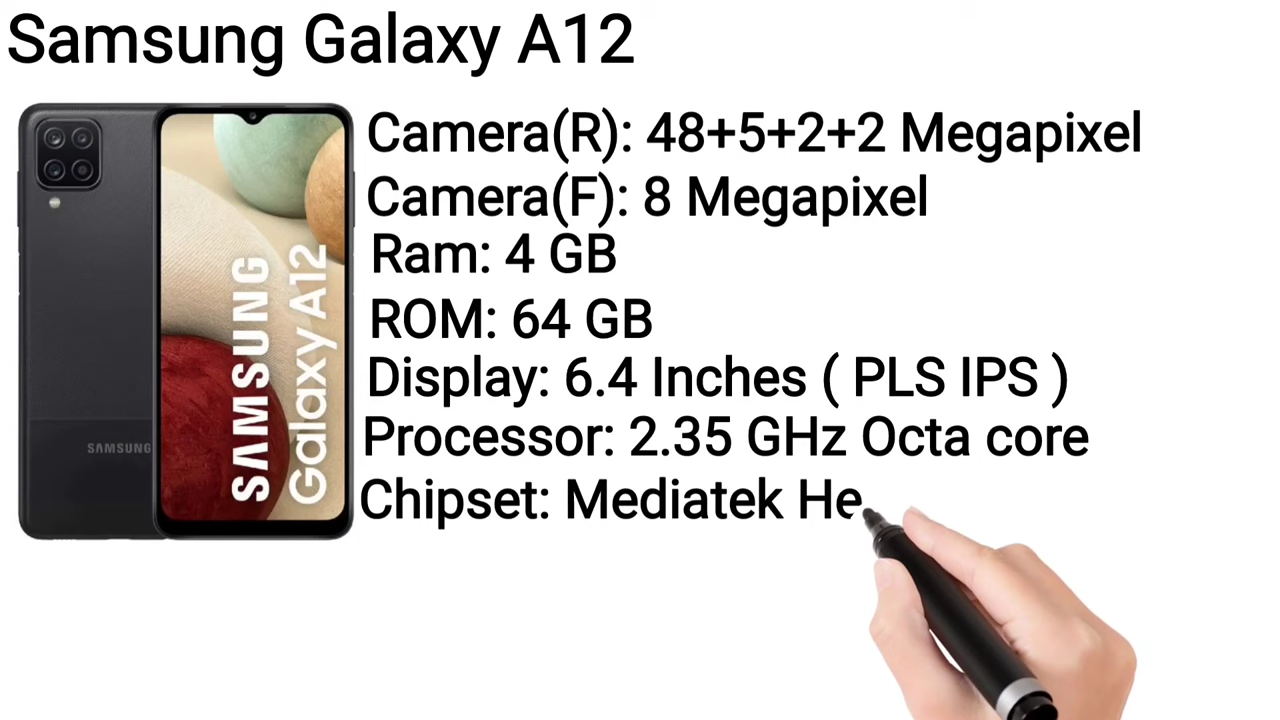 Samsung Galaxy A12
Camera(R): 48+5+2+2 Megapixel
Camera(F): 8 Megapixel
Ram: 4 GB
ROM: 64 GB
Display: 6.4 Inches ( PLS IPS )
Processor: 2.35 GHz Octa core
Chipset: Mediatek He
SAMSUNG
SAMSUNG
Galaxy A12